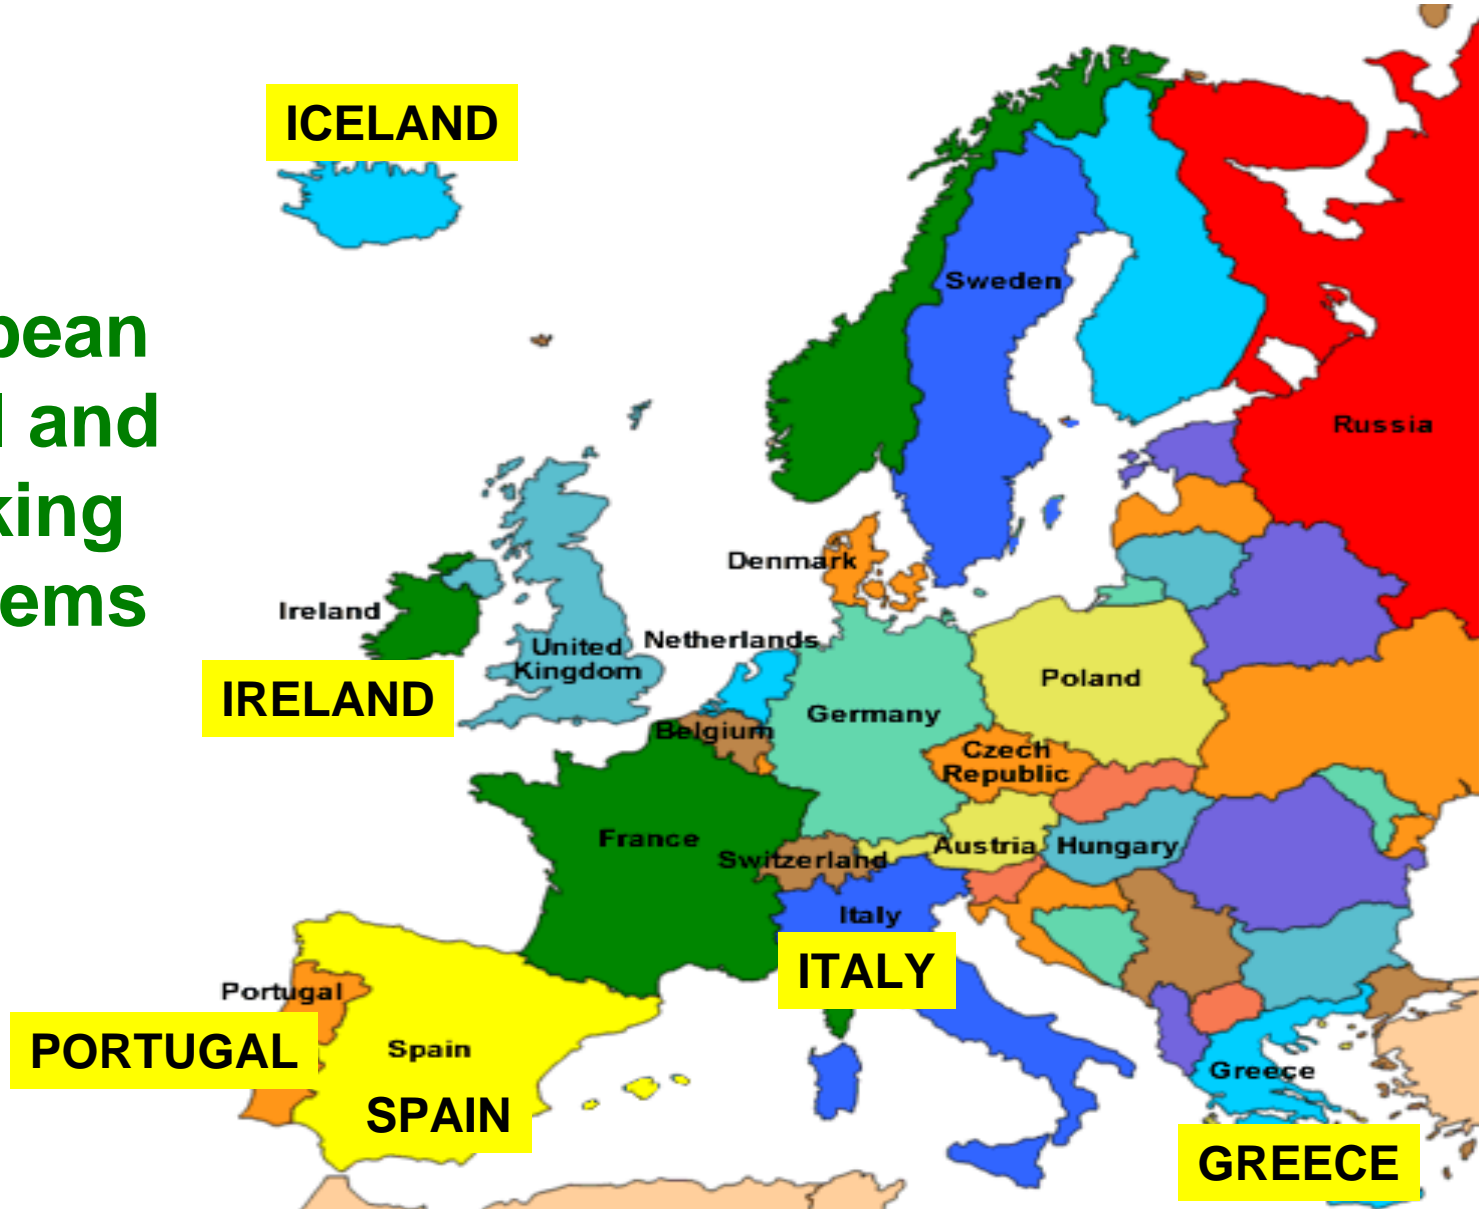 ICELAND
pean
and
king
ems
Sweden
Russia
Denmark
Ireland
IRELAND
United
Kingdom
Netherlands
Belgium
Germany
Poland
Czech
Republic
France
Switzerland
Austria
Hungary
Italy
ITALY
Portugal
PORTUGAL
Spain
SPAIN
Greece
GREECE